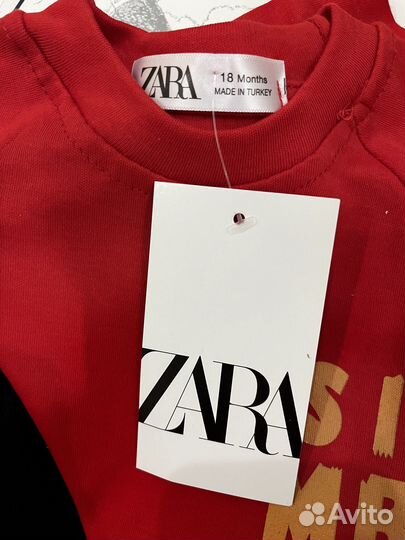 ZARA
18 Months
MADE IN TURKEY
ZARA
S
Avito